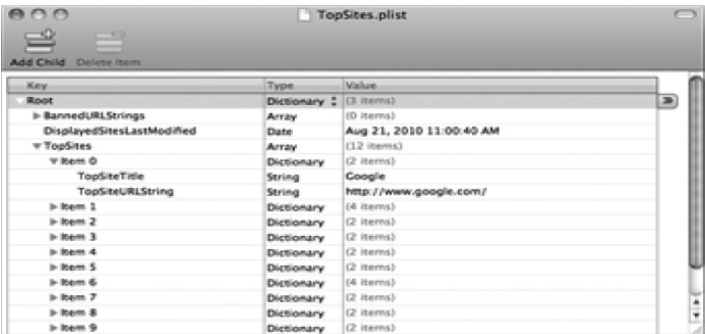 TopSites.plist
Add Child Delete Item
Key Type Value
Root Dictionary (3 items)
BannedURLStrings Array (0 items)
DisplayedSitesLastModified Date Aug 21, 2010 11:00:40 AM
TopSites Array (12 items)
Item 0 Dictionary (2 items)
TopSiteTitle String Google
TopSiteURLString String http://www.google.com/
Item 1 Dictionary (4 items)
Item 2 Dictionary (2 items)
Item 3 Dictionary (2 items)
Item 4 Dictionary (2 items)
Item 5 Dictionary (2 items)
Item 6 Dictionary (4 items)
Item 7 Dictionary (2 items)
Item 8 Dictionary (2 items)
Item 9 Dictionary (2 items)